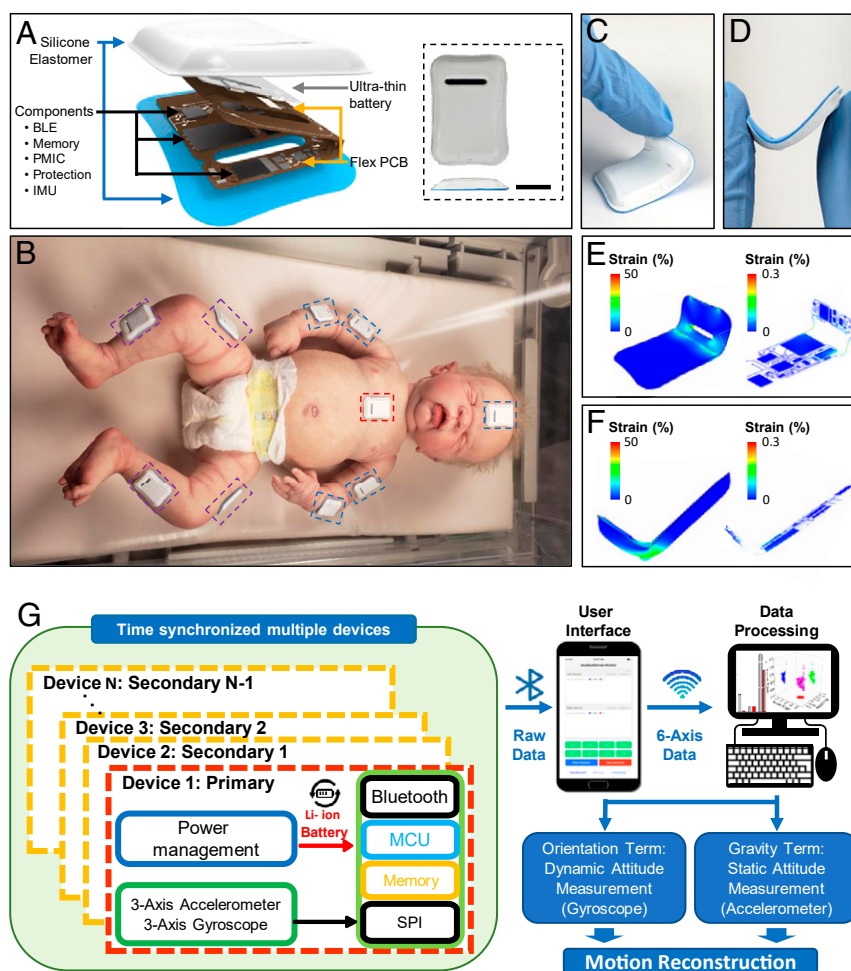 A
Silicone
Elastomer
Components
• BLE
• Memory
• PMIC
• Protection
• IMU
Ultra-thin
battery
Flex PCB
C
D
B
E
Strain (%)
50
0
Strain (%)
0.3
0
F
Strain (%)
50
0
Strain (%)
0.3
0
G
Time synchronized multiple devices
Device N: Secondary N-1
Device 3: Secondary 2
Device 2: Secondary 1
Device 1: Primary
Power
management
Li- ion
Battery
Bluetooth
MCU
Memory
SPI
3-Axis Accelerometer
3-Axis Gyroscope
Raw
Data
User
Interface
6-Axis
Data
Data
Processing
Orientation Term:
Dynamic Attitude
Measurement
(Gyroscope)
Gravity Term:
Static Attitude
Measurement
(Accelerometer)
Motion Reconstruction